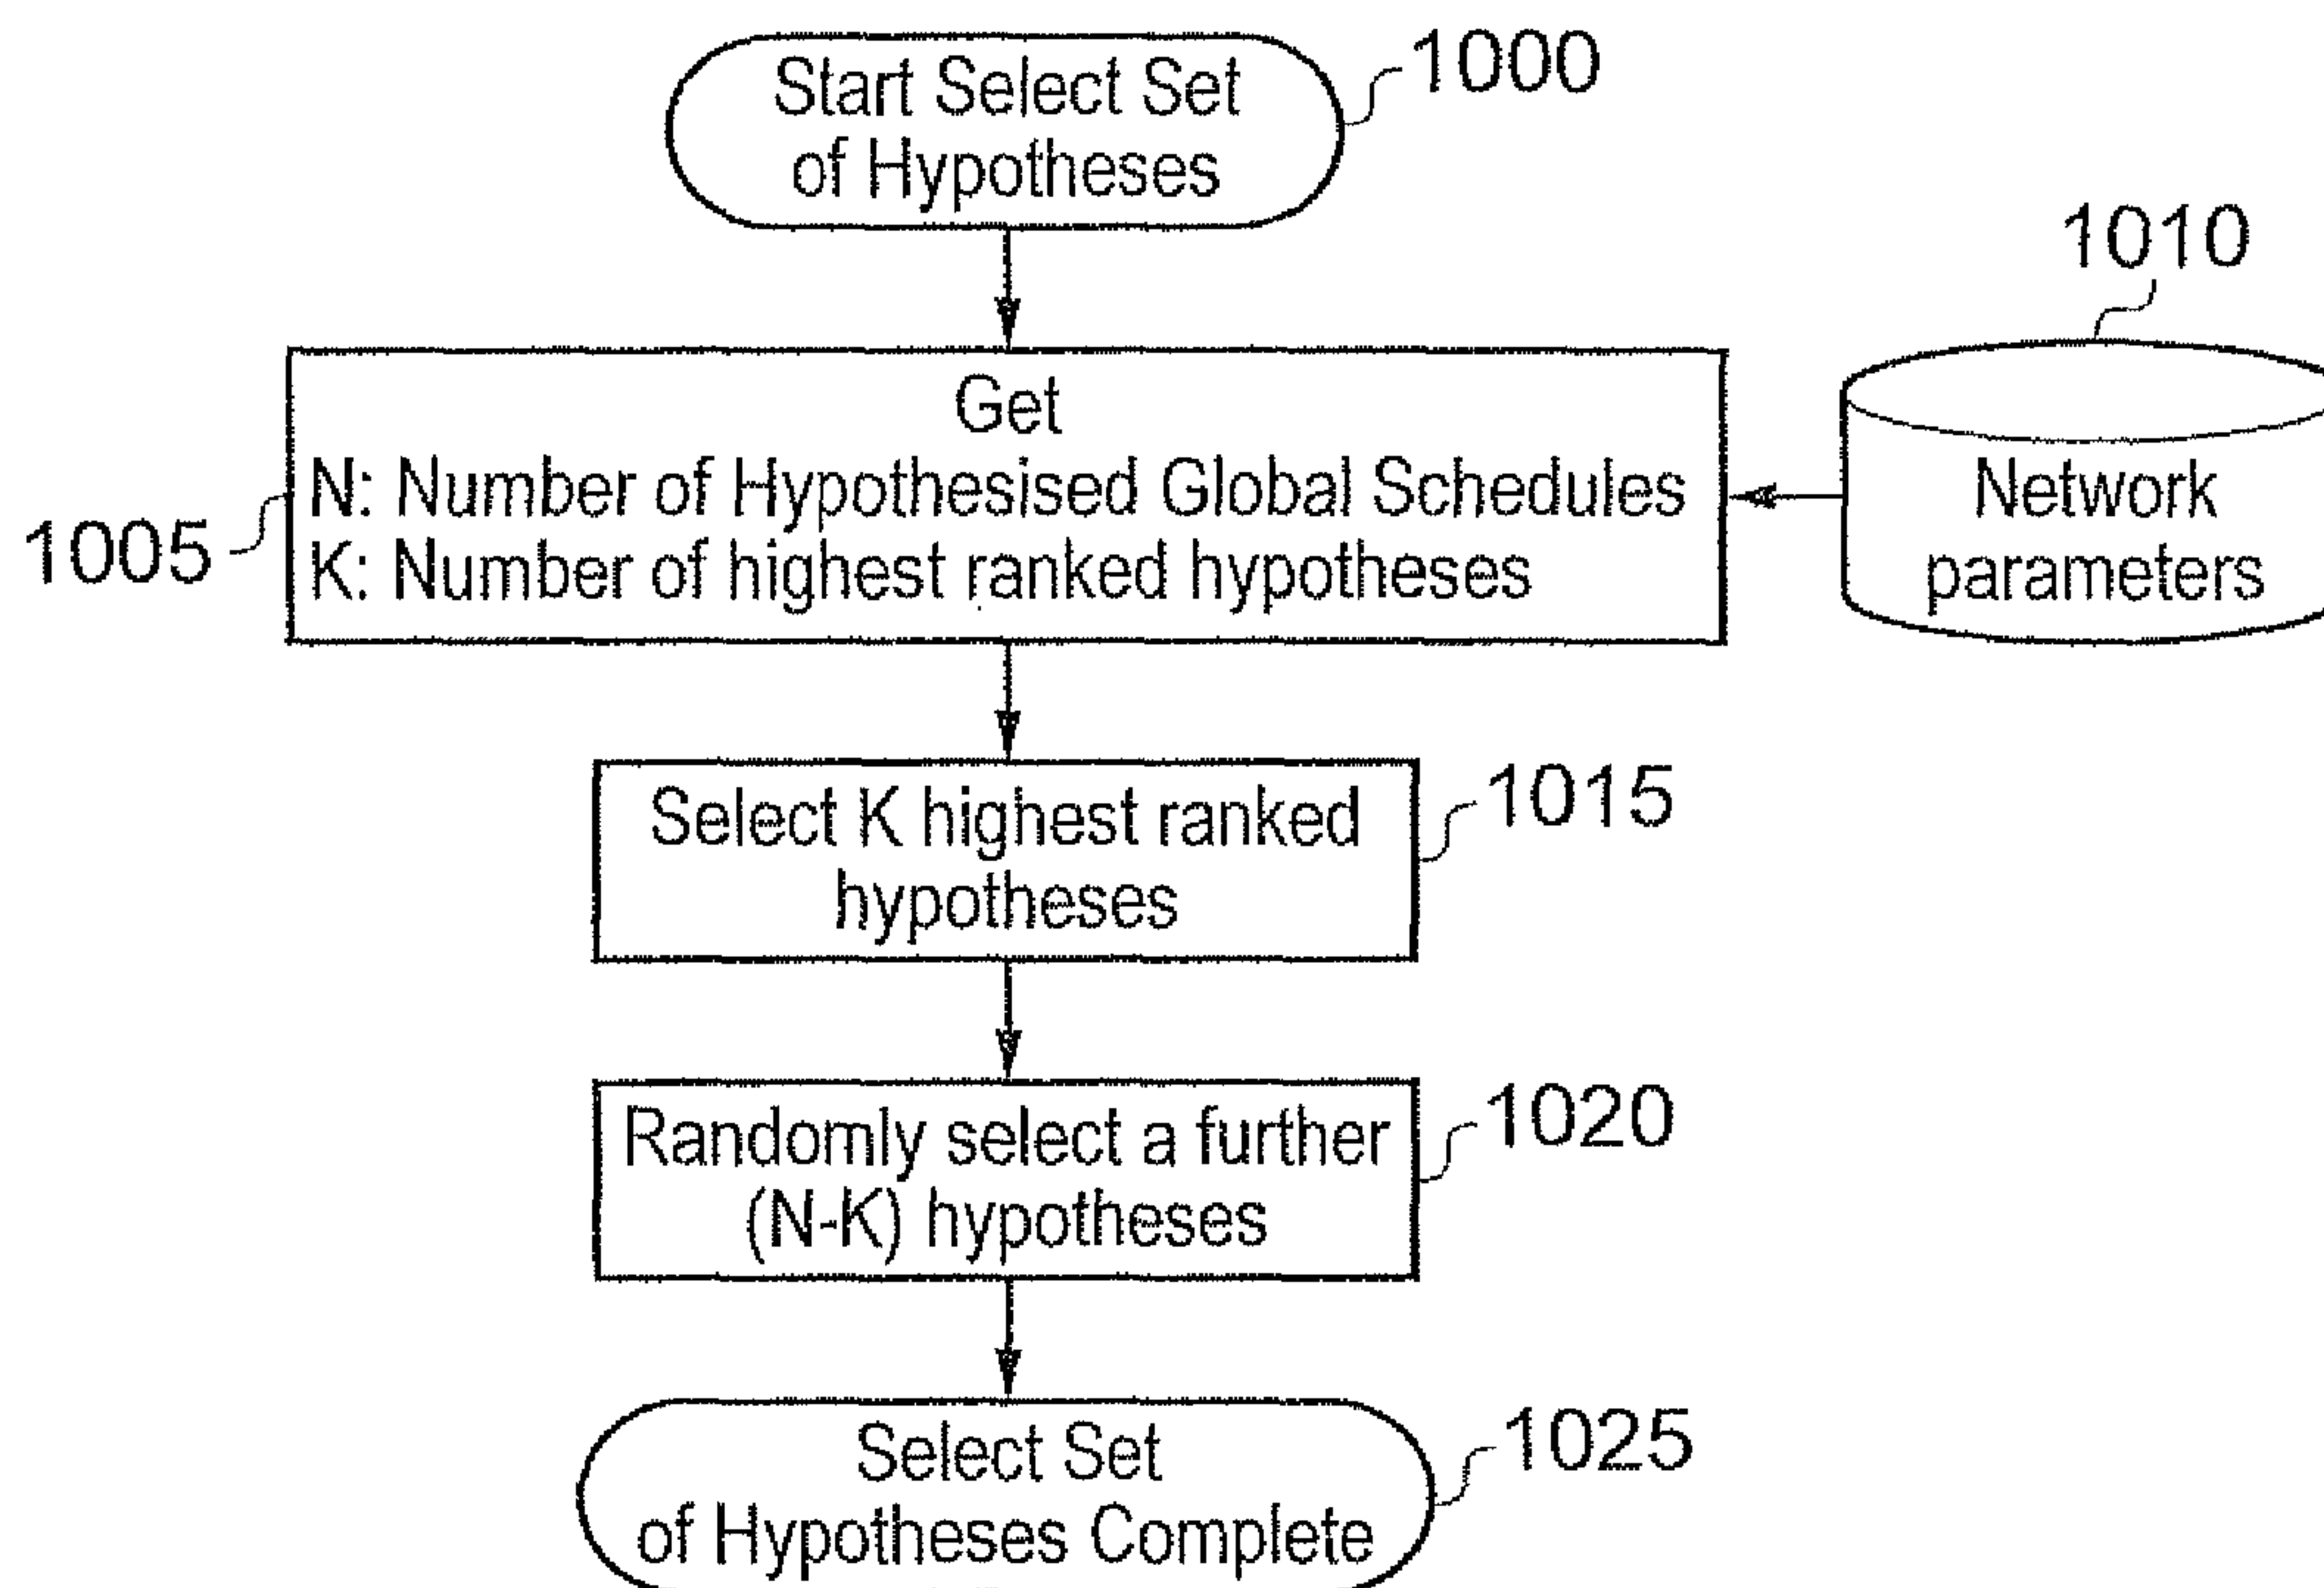 Start Select Set
of Hypotheses
1000
1010
Get
N: Number of Hypothesised Global Schedules
K: Number of highest ranked hypotheses
1005
Network
parameters
Select K highest ranked
hypotheses
1015
Randomly select a further
(N-K) hypotheses
1020
Select Set
of Hypotheses Complete
1025